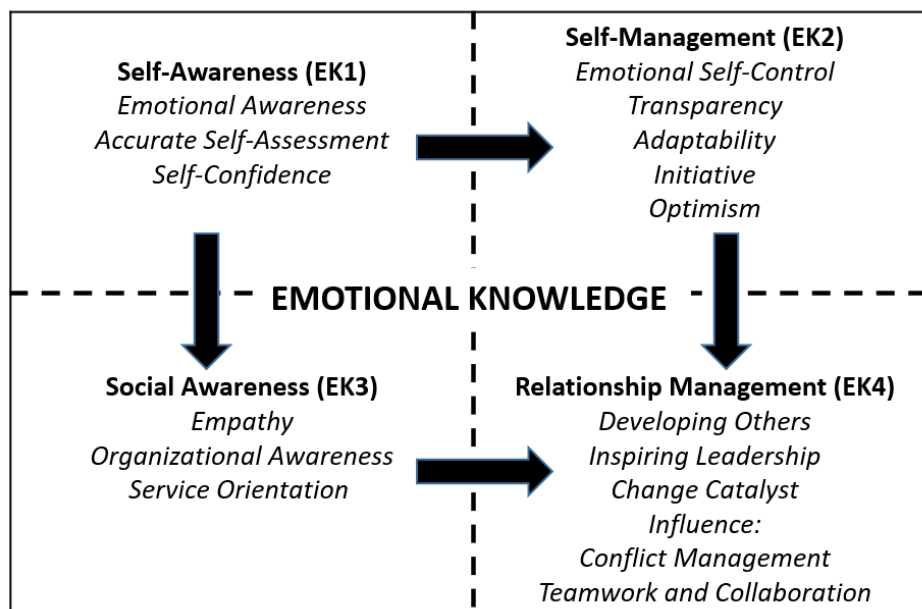 Self-Awareness (EK1)
Emotional Awareness
Accurate Self-Assessment
Self-Confidence
Self-Management (EK2)
Emotional Self-Control
Transparency
Adaptability
Initiative
Optimism
EMOTIONAL KNOWLEDGE
Social Awareness (EK3)
Empathy
Organizational Awareness
Service Orientation
Relationship Management (EK4)
Developing Others
Inspiring Leadership
Change Catalyst
Influence:
Conflict Management
Teamwork and Collaboration